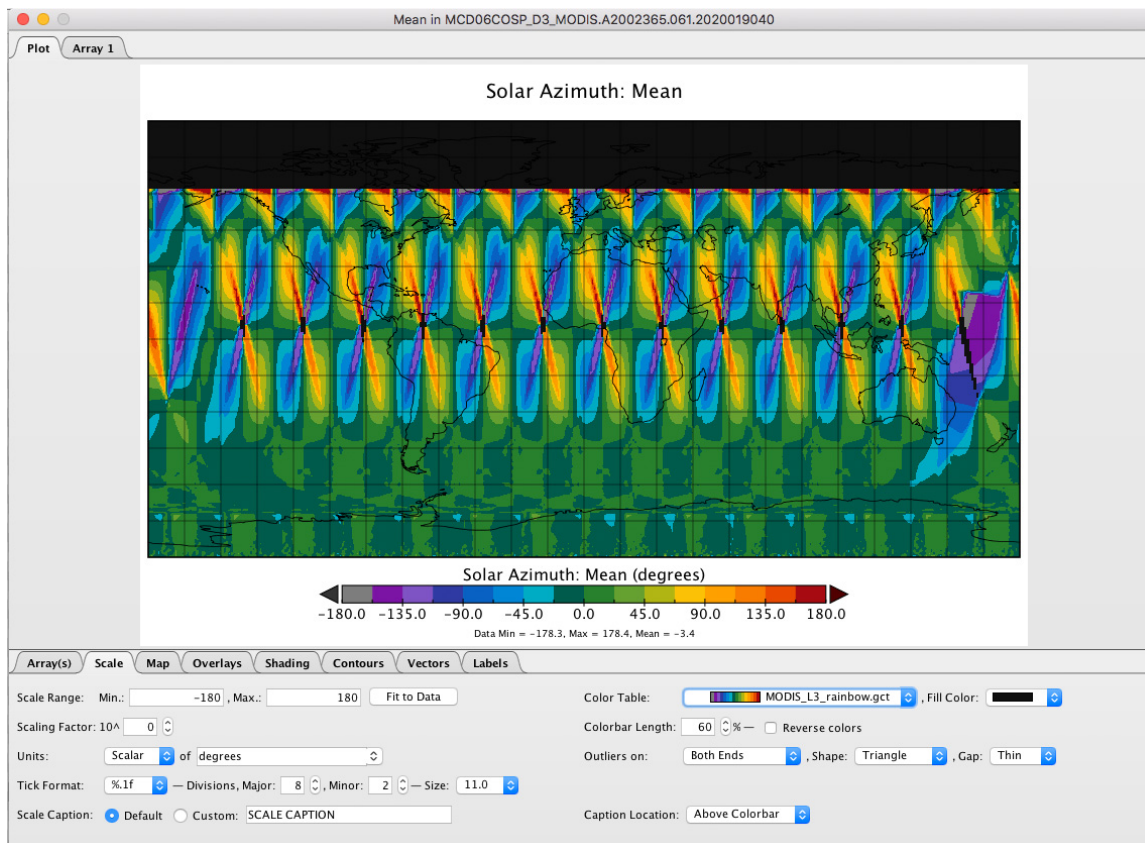 Mean in MCD06COSP_D3_MODIS.A2002365.061.2020019040
Plot Array 1
Solar Azimuth: Mean
Solar Azimuth: Mean (degrees)
-180.0 -135.0 -90.0 -45.0 0.0 45.0 90.0 135.0 180.0
Data Min = -178.3, Max = 178.4, Mean = -3.4
Array(s) Scale Map Overlays Shading Contours Vectors Labels
Scale Range: Min.: -180 , Max.: 180 Fit to Data Color Table: MODIS_L3_rainbow.gct , Fill Color:
Scaling Factor: 10^ 0 Colorbar Length: 60 % — Reverse colors
Units: Scalar of degrees Outliers on: Both Ends , Shape: Triangle , Gap: Thin
Tick Format: %.1f — Divisions, Major: 8 , Minor: 2 — Size: 11.0
Scale Caption: Default Custom: SCALE CAPTION Caption Location: Above Colorbar